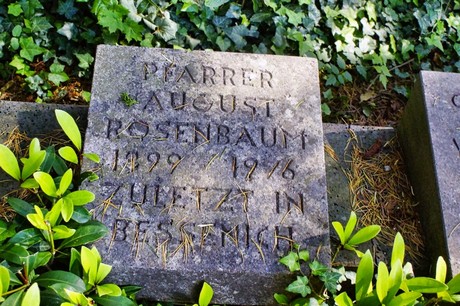 PFARRER
AUGUST
ROSENBAUM
1899 / 1976
ZULETZT IN
BESSENICH